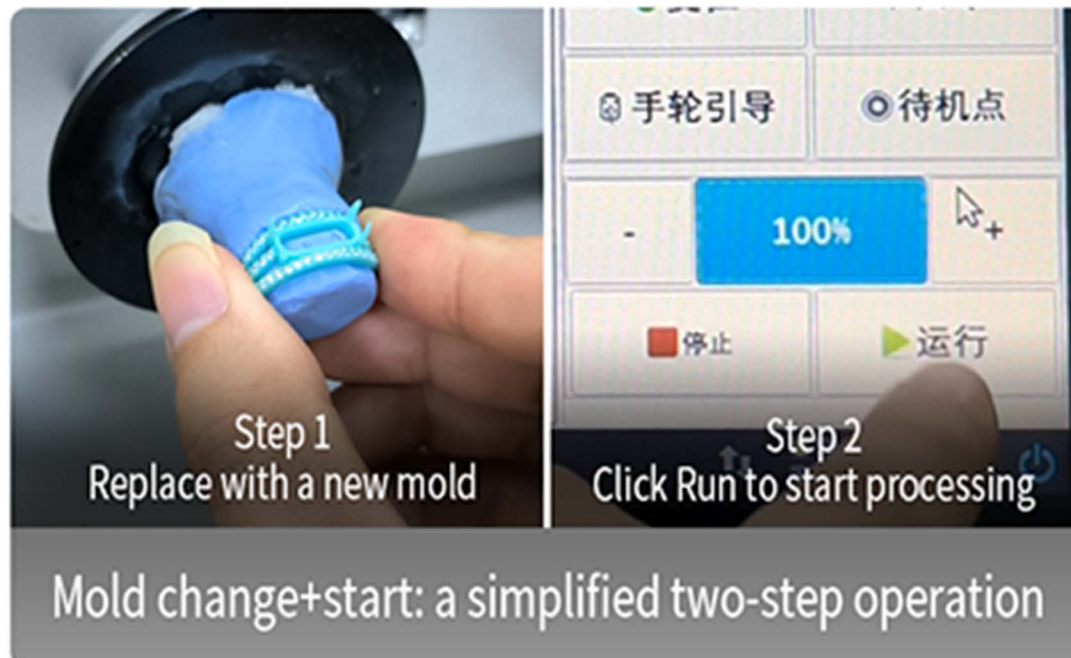 手轮引导
待机点
-
100%
+
停止
运行
Step 1
Replace with a new mold
Step 2
Click Run to start processing
Mold change+start: a simplified two-step operation